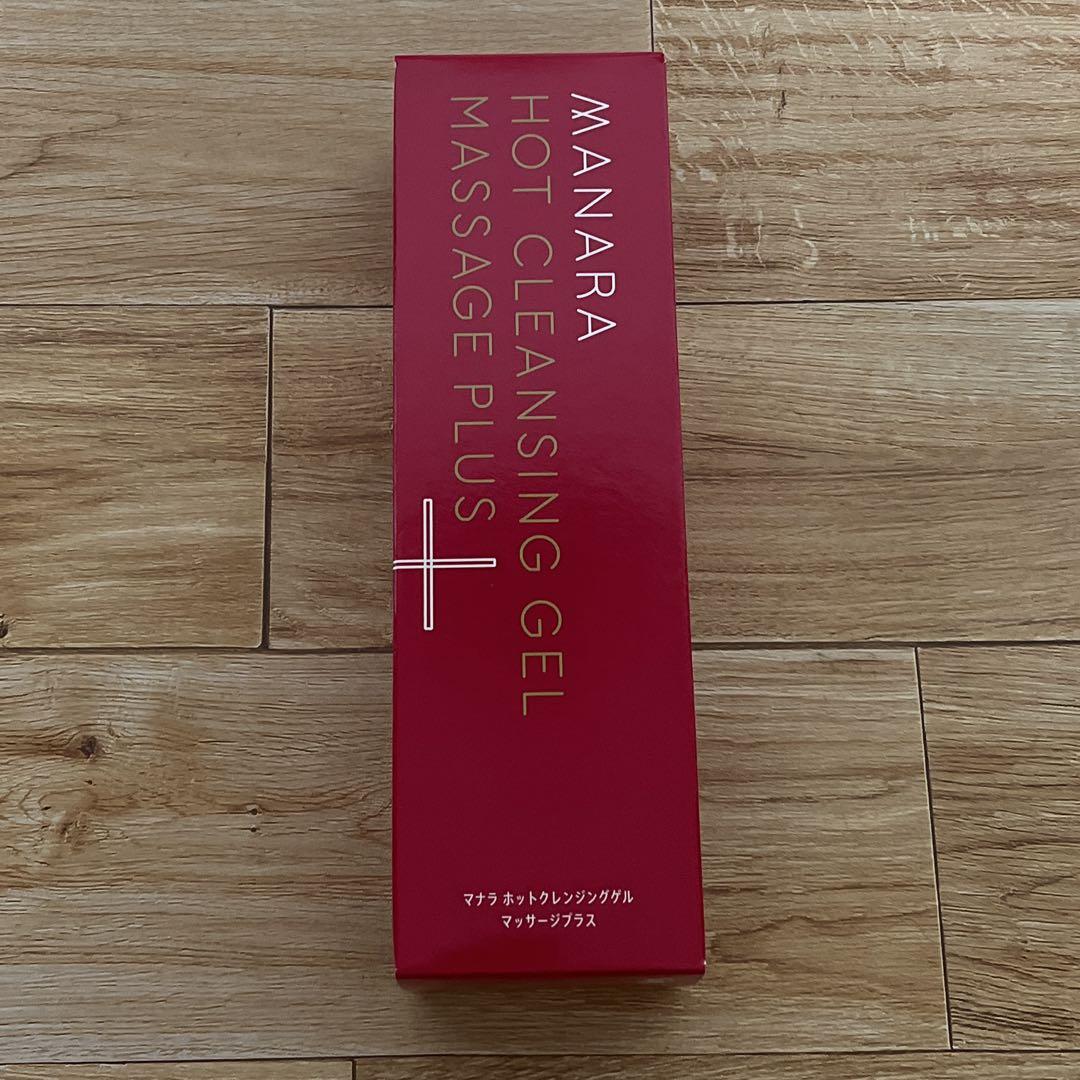 MANARA
HOT CLEANSING GEL
MASSAGE PLUS
マナラ ホットクレンジングゲル
マッサージプラス